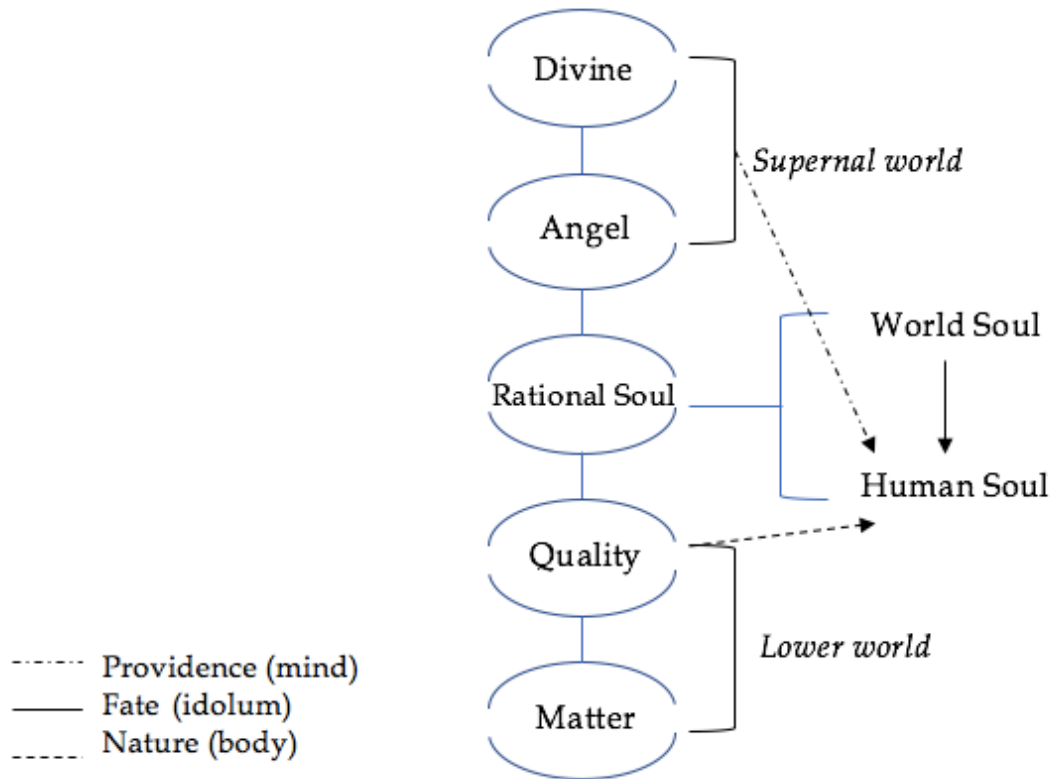 Divine
Supernal world
Angel
World Soul
Rational Soul
Human Soul
Quality
Lower world
Matter
Providence (mind)
Fate (idolum)
Nature (body)